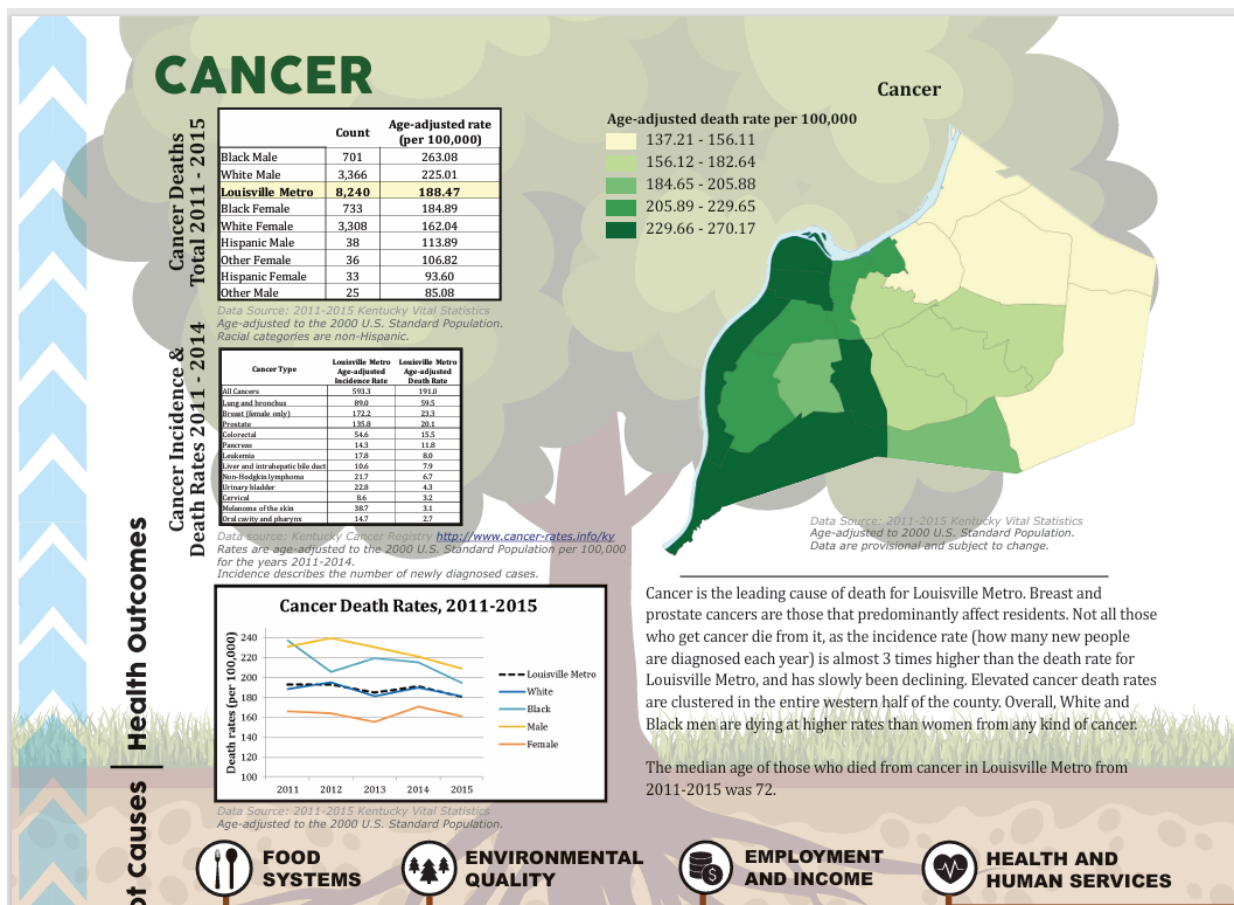 CANCER
Cancer Deaths
Total 2011 - 2015
Count Age-adjusted rate
(per 100,000)
Black Male 701 263.08
White Male 3,366 225.01
Louisville Metro 8,240 188.47
Black Female 733 184.89
White Female 3,308 162.04
Hispanic Male 38 113.89
Other Female 36 106.82
Hispanic Female 33 93.60
Other Male 25 85.08
Data Source: 2011-2015 Kentucky Vital Statistics
Age-adjusted to the 2000 U.S. Standard Population.
Racial categories are non-Hispanic.
Cancer Incidence &
Death Rates 2011 - 2014
Cancer Type Louisville Metro Age-adjusted Incidence Rate Louisville Metro Age-adjusted Death Rate
All Cancers 593.3 191.0
Lung and bronchus 89.0 59.5
Breast (female only) 172.2 23.3
Prostate 135.8 20.1
Colorectal 54.6 15.5
Pancreas 14.3 11.8
Leukemia 17.8 8.0
Liver and intrahepatic bile duct 10.6 7.9
Non-Hodgkin lymphoma 21.7 6.7
Urinary bladder 22.8 4.3
Cervical 8.6 3.2
Melanoma of the skin 38.7 3.1
Oral cavity and pharynx 14.7 2.7
Data source: Kentucky Cancer Registry http://www.cancer-rates.info/ky
Rates are age-adjusted to the 2000 U.S. Standard Population per 100,000
for the years 2011-2014.
Incidence describes the number of newly diagnosed cases.
Cancer Death Rates, 2011-2015
Death rates (per 100,000)
240
220
200
180
160
140
120
100
2011 2012 2013 2014 2015
Louisville Metro
White
Black
Male
Female
Data Source: 2011-2015 Kentucky Vital Statistics
Age-adjusted to the 2000 U.S. Standard Population.
Cancer
Age-adjusted death rate per 100,000
137.21 - 156.11
156.12 - 182.64
184.65 - 205.88
205.89 - 229.65
229.66 - 270.17
Data Source: 2011-2015 Kentucky Vital Statistics
Age-adjusted to 2000 U.S. Standard Population.
Data are provisional and subject to change.
Cancer is the leading cause of death for Louisville Metro. Breast and
prostate cancers are those that predominantly affect residents. Not all those
who get cancer die from it, as the incidence rate (how many new people
are diagnosed each year) is almost 3 times higher than the death rate for
Louisville Metro, and has slowly been declining. Elevated cancer death rates
are clustered in the entire western half of the county. Overall, White and
Black men are dying at higher rates than women from any kind of cancer.
The median age of those who died from cancer in Louisville Metro from
2011-2015 was 72.
Health Outcomes
ot Causes
FOOD
SYSTEMS
ENVIRONMENTAL
QUALITY
EMPLOYMENT
AND INCOME
HEALTH AND
HUMAN SERVICES